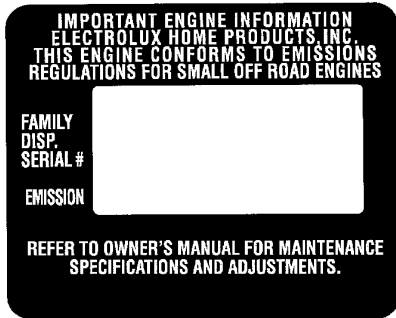 IMPORTANT ENGINE INFORMATION
ELECTROLUX HOME PRODUCTS, INC.
THIS ENGINE CONFORMS TO EMISSIONS
REGULATIONS FOR SMALL OFF ROAD ENGINES
FAMILY
DISP.
SERIAL #
EMISSION
REFER TO OWNER'S MANUAL FOR MAINTENANCE
SPECIFICATIONS AND ADJUSTMENTS.